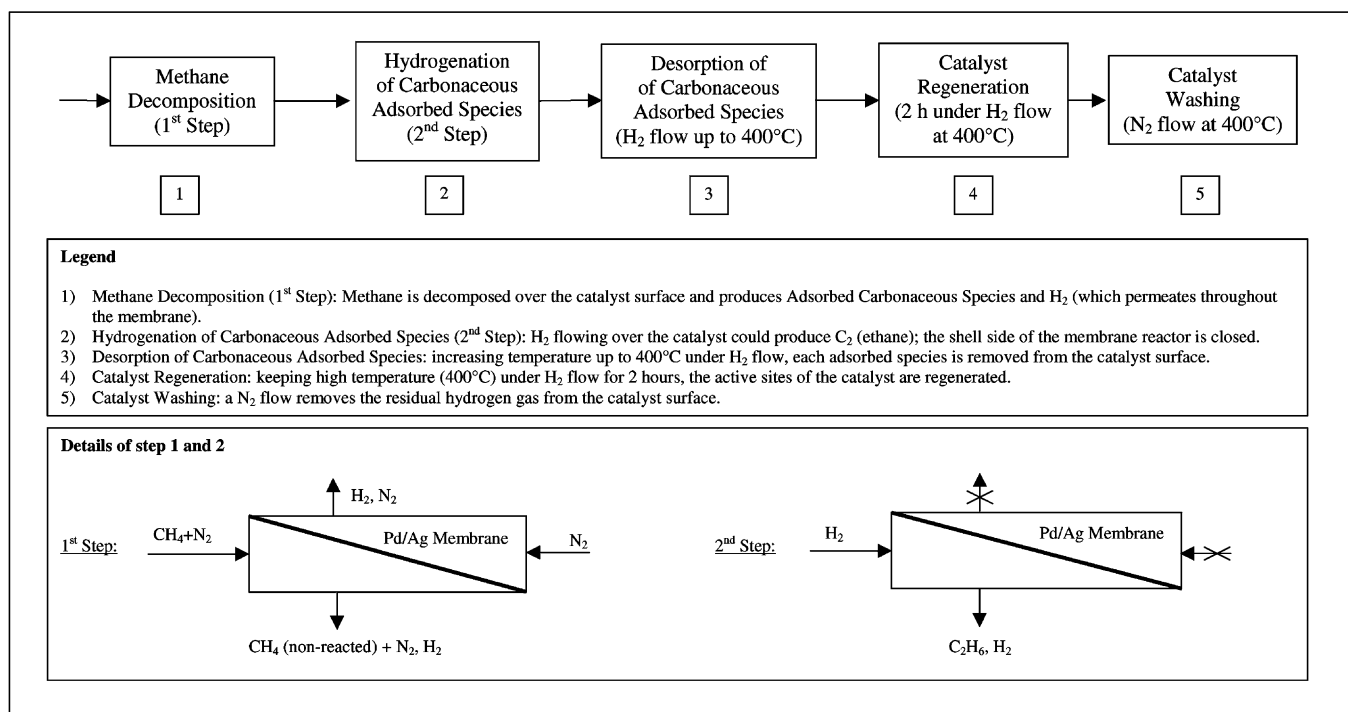 Methane
Decomposition
(1st Step)
Hydrogenation
of Carbonaceous
Adsorbed Species
(2nd Step)
Desorption of
of Carbonaceous
Adsorbed Species
(H2 flow up to 400°C)
Catalyst
Regeneration
(2 h under H2 flow
at 400°C)
Catalyst
Washing
(N2 flow at 400°C)
1
2
3
4
5
Legend
1) Methane Decomposition (1st Step): Methane is decomposed over the catalyst surface and produces Adsorbed Carbonaceous Species and H2 (which permeates throughout
the membrane).
2) Hydrogenation of Carbonaceous Adsorbed Species (2nd Step): H2 flowing over the catalyst could produce C2 (ethane); the shell side of the membrane reactor is closed.
3) Desorption of Carbonaceous Adsorbed Species: increasing temperature up to 400°C under H2 flow, each adsorbed species is removed from the catalyst surface.
4) Catalyst Regeneration: keeping high temperature (400°C) under H2 flow for 2 hours, the active sites of the catalyst are regenerated.
5) Catalyst Washing: a N2 flow removes the residual hydrogen gas from the catalyst surface.
Details of step 1 and 2
H2, N2
1st Step:
CH4+N2
Pd/Ag Membrane
N2
CH4 (non-reacted) + N2, H2
2nd Step:
H2
Pd/Ag Membrane
C2H6, H2